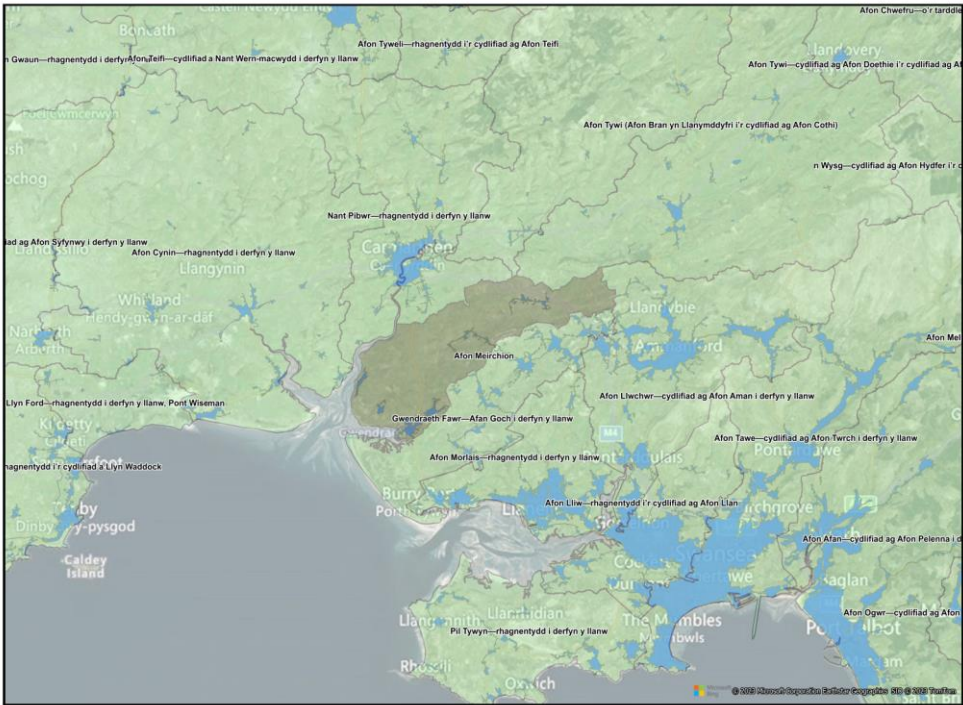 Afon Chwefru—o'r tarddle
Boncath
Afon Tyweli—rhagnentydd i'r cydlifiad ag Afon Teifi
Llandovery
n Gwaun—rhagnentydd i derfyn
Afon Teifi—cydlifiad a Nant Wern-macwydd i derfyn y llanw
Afon Tywi—cydlifiad ag Afon Doethie i'r cydlifiad ag Af
Afon Tywi (Afon Bran yn Llanymddyfri i'r cydlifiad ag Afon Cothi)
n Wysg—cydlifiad ag Afon Hydfer i'r c
Nant Pibwr—rhagnentydd i derfyn y llanw
iad ag Afon Syfynwy i derfyn y llanw
Afon Cynin—rhagnentydd i derfyn y llanw
Llangynin
Whitland
Hendy-gwyn-ar-daf
Llandybie
Narberth
Arberth
Ammanford
Afon Mel
Afon Meirchion
Afon Llwchwr—cydlifiad ag Afon Aman i derfyn y llanw
Llyn Ford—rhagnentydd i derfyn y llanw, Pont Wiseman
Gwendraeth Fawr—Afan Goch i derfyn y llanw
M4
Afon Tawe—cydlifiad ag Afon Twrch i derfyn y llanw
Afon Morlais—rhagnentydd i derfyn y llanw
hagnentydd i'r cydlifiad a Llyn Waddock
Afon Lliw—rhagnentydd i'r cydlifiad ag Afon Llan
Dinby
y-pysgod
Afon Afan—cydlifiad ag Afon Pelenna i d
Caldey
Island
Swansea
Baglan
Llanrhidian
The Mumbles
Afon Ogwr—cydlifiad ag Afon
Pil Tywyn—rhagnentydd i derfyn y llanw
Port Talbot
Oxwich
Microsoft
Bing
© 2023 Microsoft Corporation Earthstar Geographics SIO © 2023 TomTom